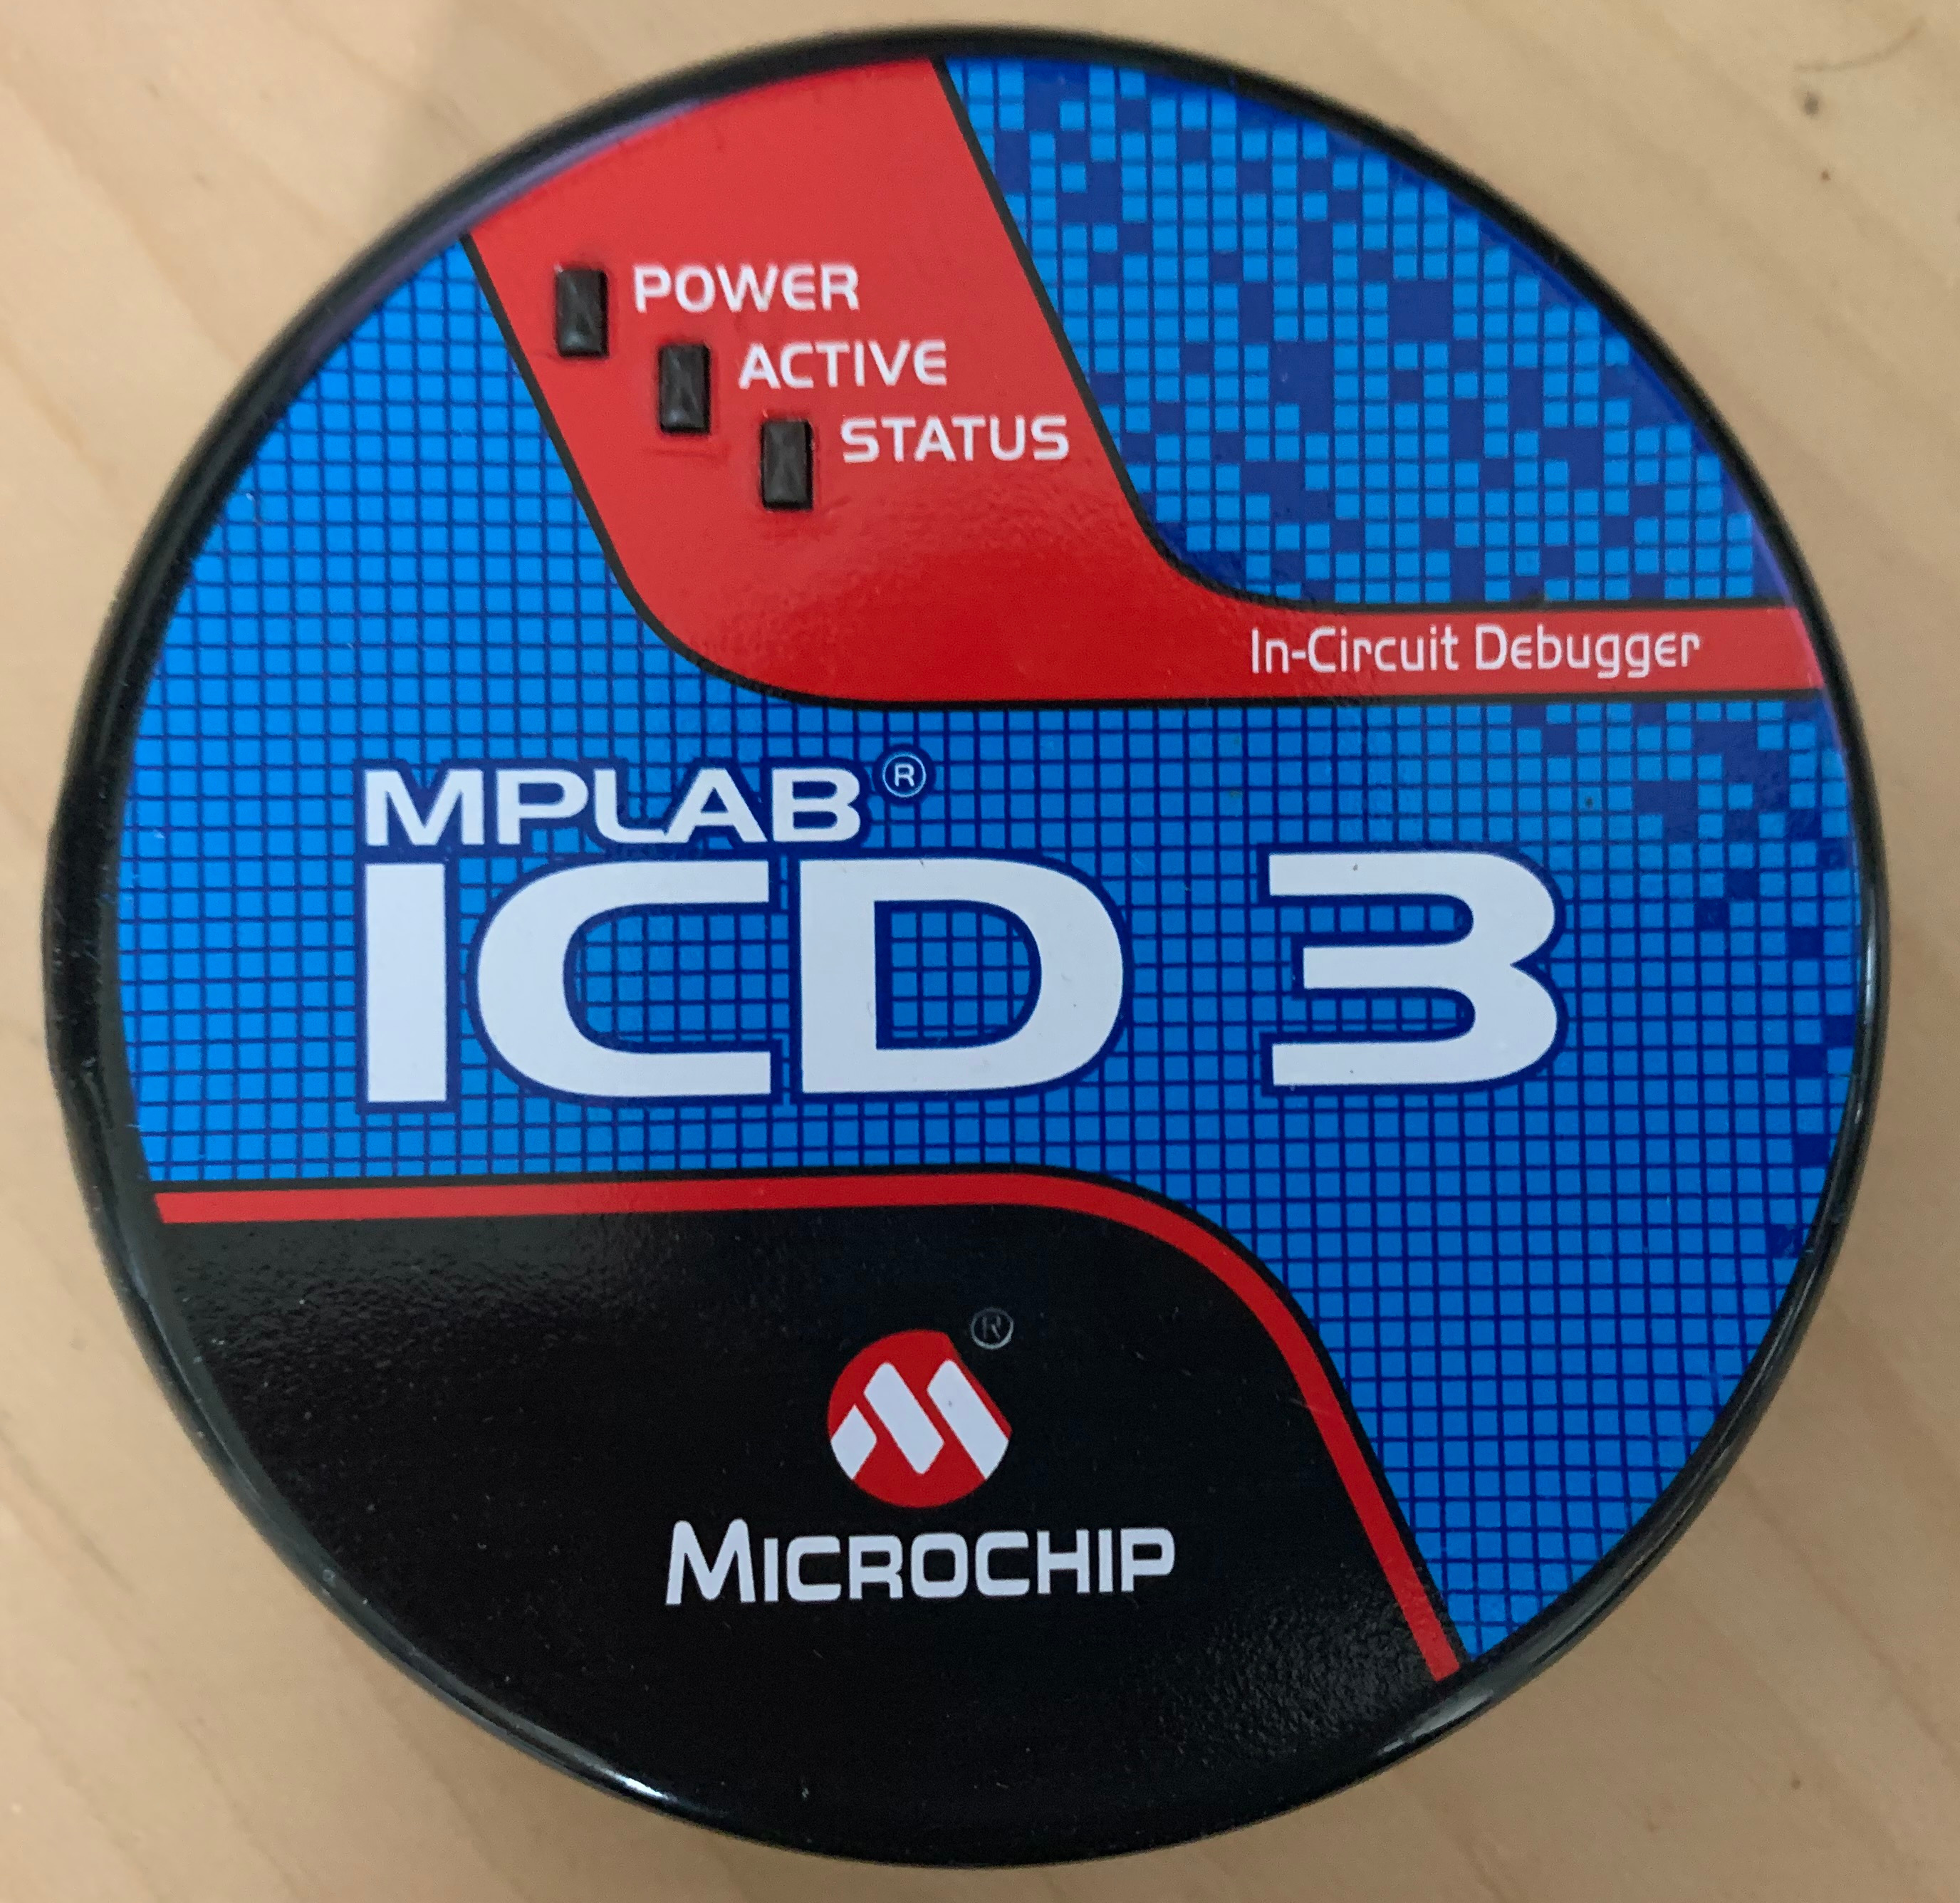 POWER
ACTIVE
STATUS
In-Circuit Debugger
MPLAB®
ICD 3
®
MICROCHIP